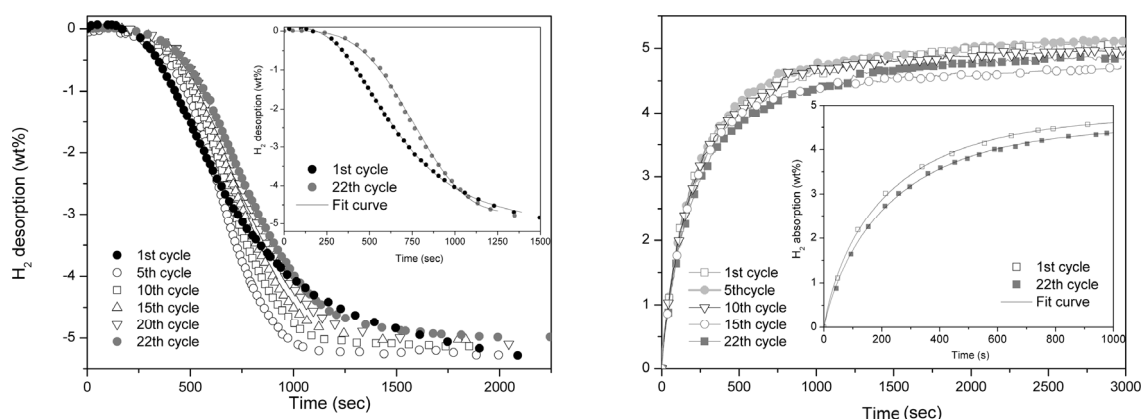 H2 desorption (wt%)
0
-1
-2
-3
-4
-5
0 500 1000 1500 2000
Time (sec)
1st cycle
5th cycle
10th cycle
15th cycle
20th cycle
22th cycle
H2 desorption (wt%)
0
-1
-2
-3
-4
-5
0 250 500 750 1000 1250 1500
Time (sec)
1st cycle
22th cycle
Fit curve
5
4
3
2
1
0
0 500 1000 1500 2000 2500 3000
Time (sec)
1st cycle
5thcycle
10th cycle
15th cycle
22th cycle
H2 absorption (wt%)
5
4
3
2
1
0
0 200 400 600 800 1000
Time (s)
1st cycle
22th cycle
Fit curve